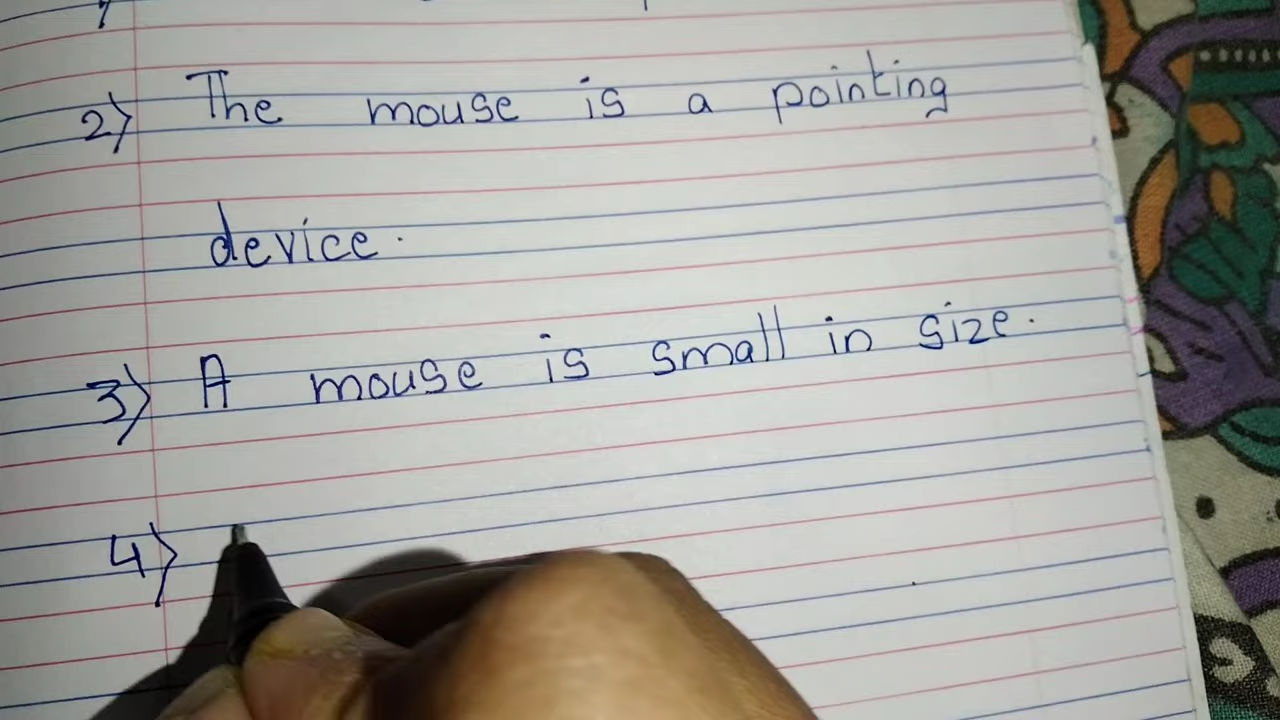 2) The mouse is a pointing
device.
3) A mouse is small in size.
4)